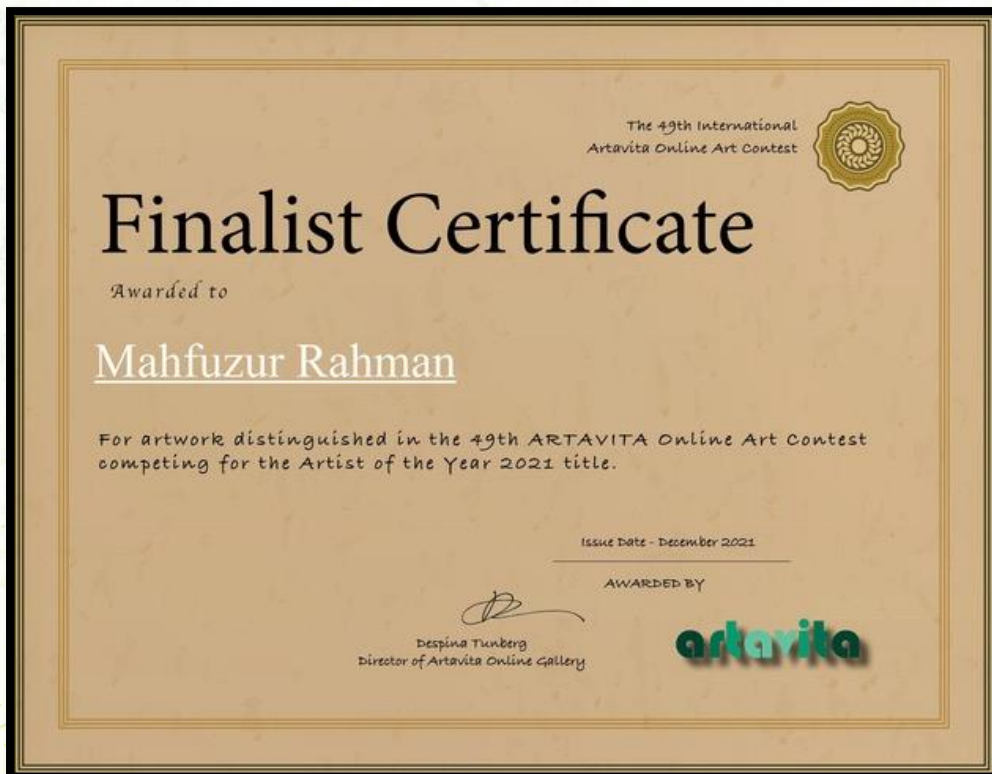 The 49th International
Artavita Online Art Contest
Finalist Certificate
Awarded to
Mahfuzur Rahman
For artwork distinguished in the 49th ARTAVITA Online Art Contest
competing for the Artist of the Year 2021 title.
Issue Date - December 2021
AWARDED BY
Despina Tunberg
Director of Artavita Online Gallery
artavita